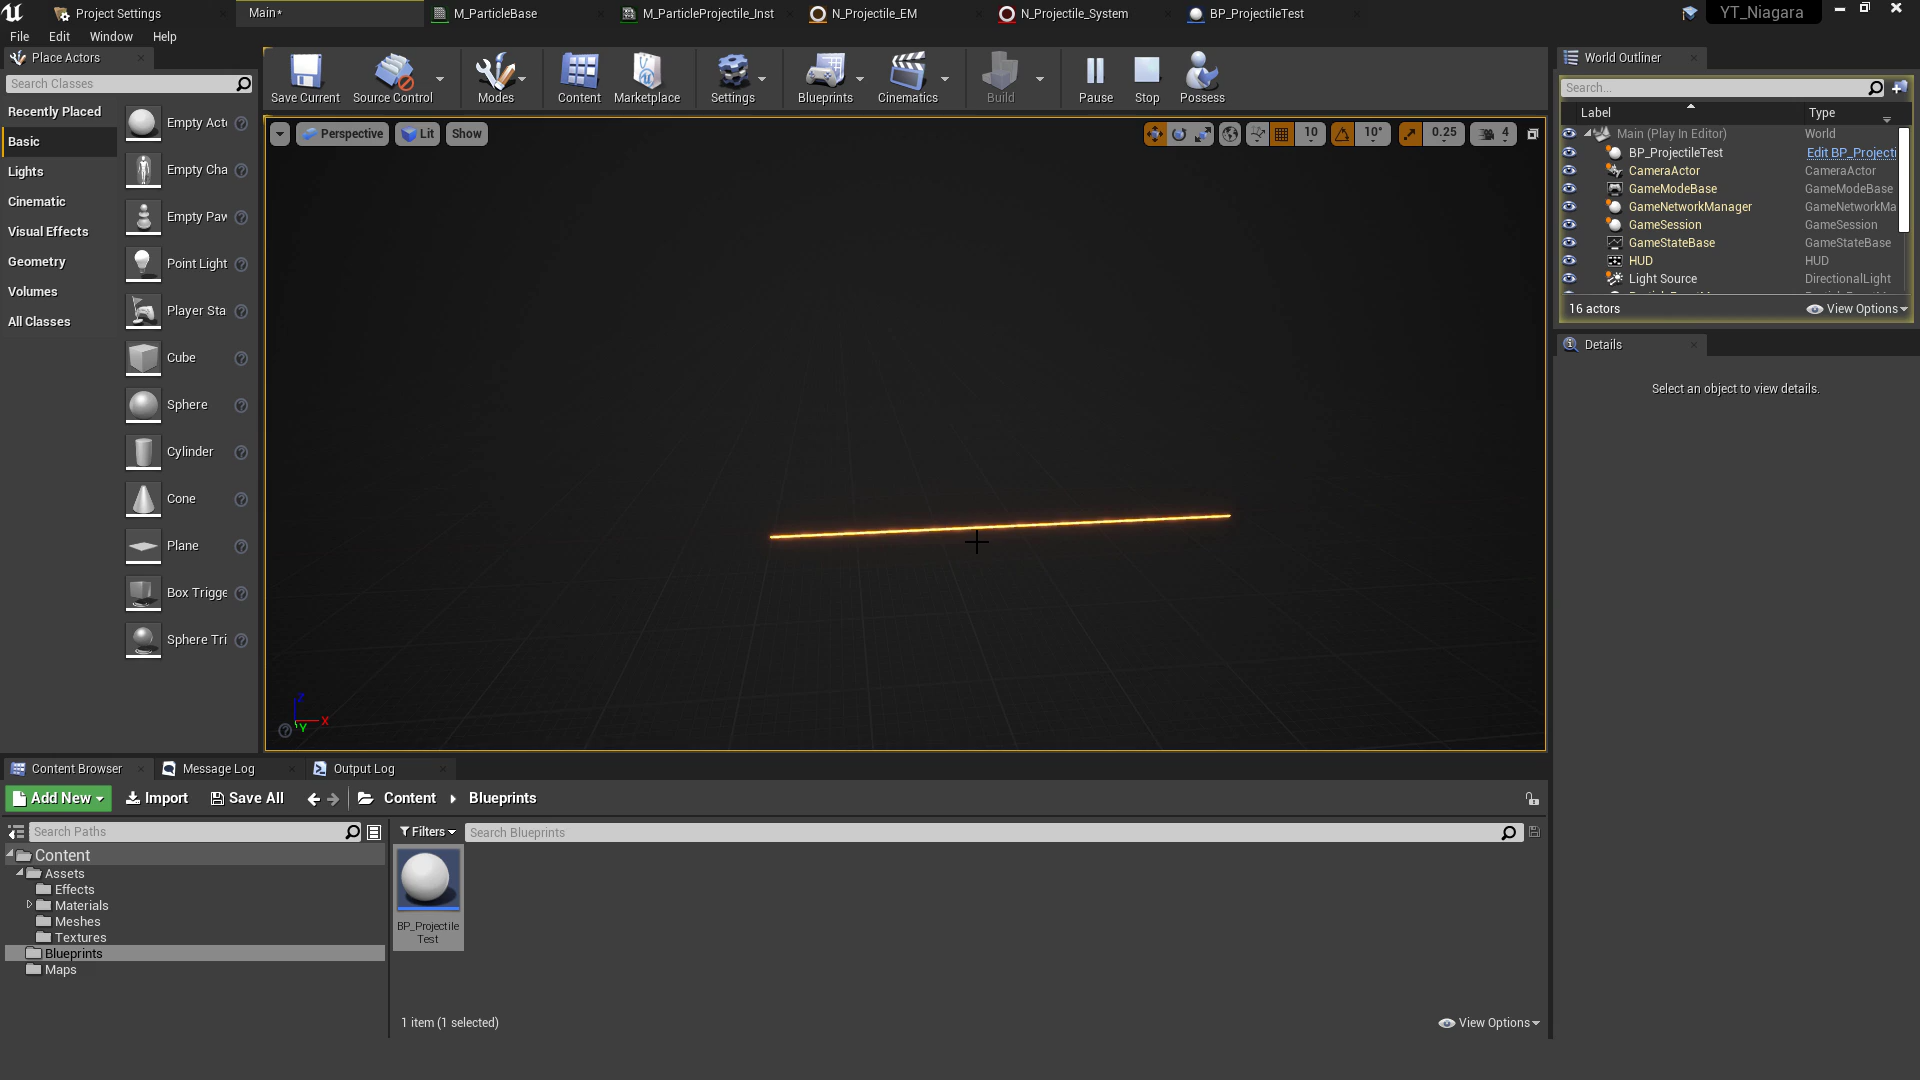 Project Settings
Main*
M_ParticleBase
M_ParticleProjectile_Inst
N_Projectile_EM
N_Projectile_System
BP_ProjectileTest
YT_Niagara
File Edit Window Help
Place Actors
Search Classes
Recently Placed
Basic
Lights
Cinematic
Visual Effects
Geometry
Volumes
All Classes
Empty Act
Empty Cha
Empty Paw
Point Light
Player Sta
Cube
Sphere
Cylinder
Cone
Plane
Box Trigge
Sphere Tri
Save Current
Source Control
Modes
Content
Marketplace
Settings
Blueprints
Cinematics
Build
Pause
Stop
Possess
Perspective
Lit
Show
10
10°
0.25
4
Z
X
Y
World Outliner
Search...
Label Type
Main (Play In Editor) World
BP_ProjectileTest Edit BP_Projecti
CameraActor CameraActor
GameModeBase GameModeBase
GameNetworkManager GameNetworkMa
GameSession GameSession
GameStateBase GameStateBase
HUD HUD
Light Source DirectionalLight
16 actors
View Options
Details
Select an object to view details.
Content Browser
Message Log
Output Log
Add New
Import
Save All
Content
Blueprints
Search Paths
Filters
Search Blueprints
Content
Assets
Effects
Materials
Meshes
Textures
Blueprints
Maps
BP_Projectile
Test
1 item (1 selected)
View Options